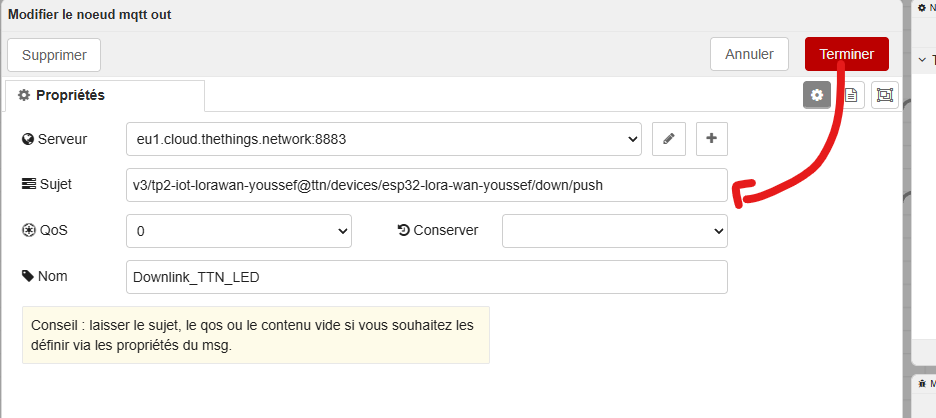 Modifier le noeud mqtt out
Supprimer
Annuler
Terminer
Propriétés
Serveur
eu1.cloud.thethings.network:8883
Sujet
v3/tp2-iot-lorawan-youssef@ttn/devices/esp32-lora-wan-youssef/down/push
QoS
0
Conserver
Nom
Downlink_TTN_LED
Conseil : laisser le sujet, le qos ou le contenu vide si vous souhaitez les
définir via les propriétés du msg.